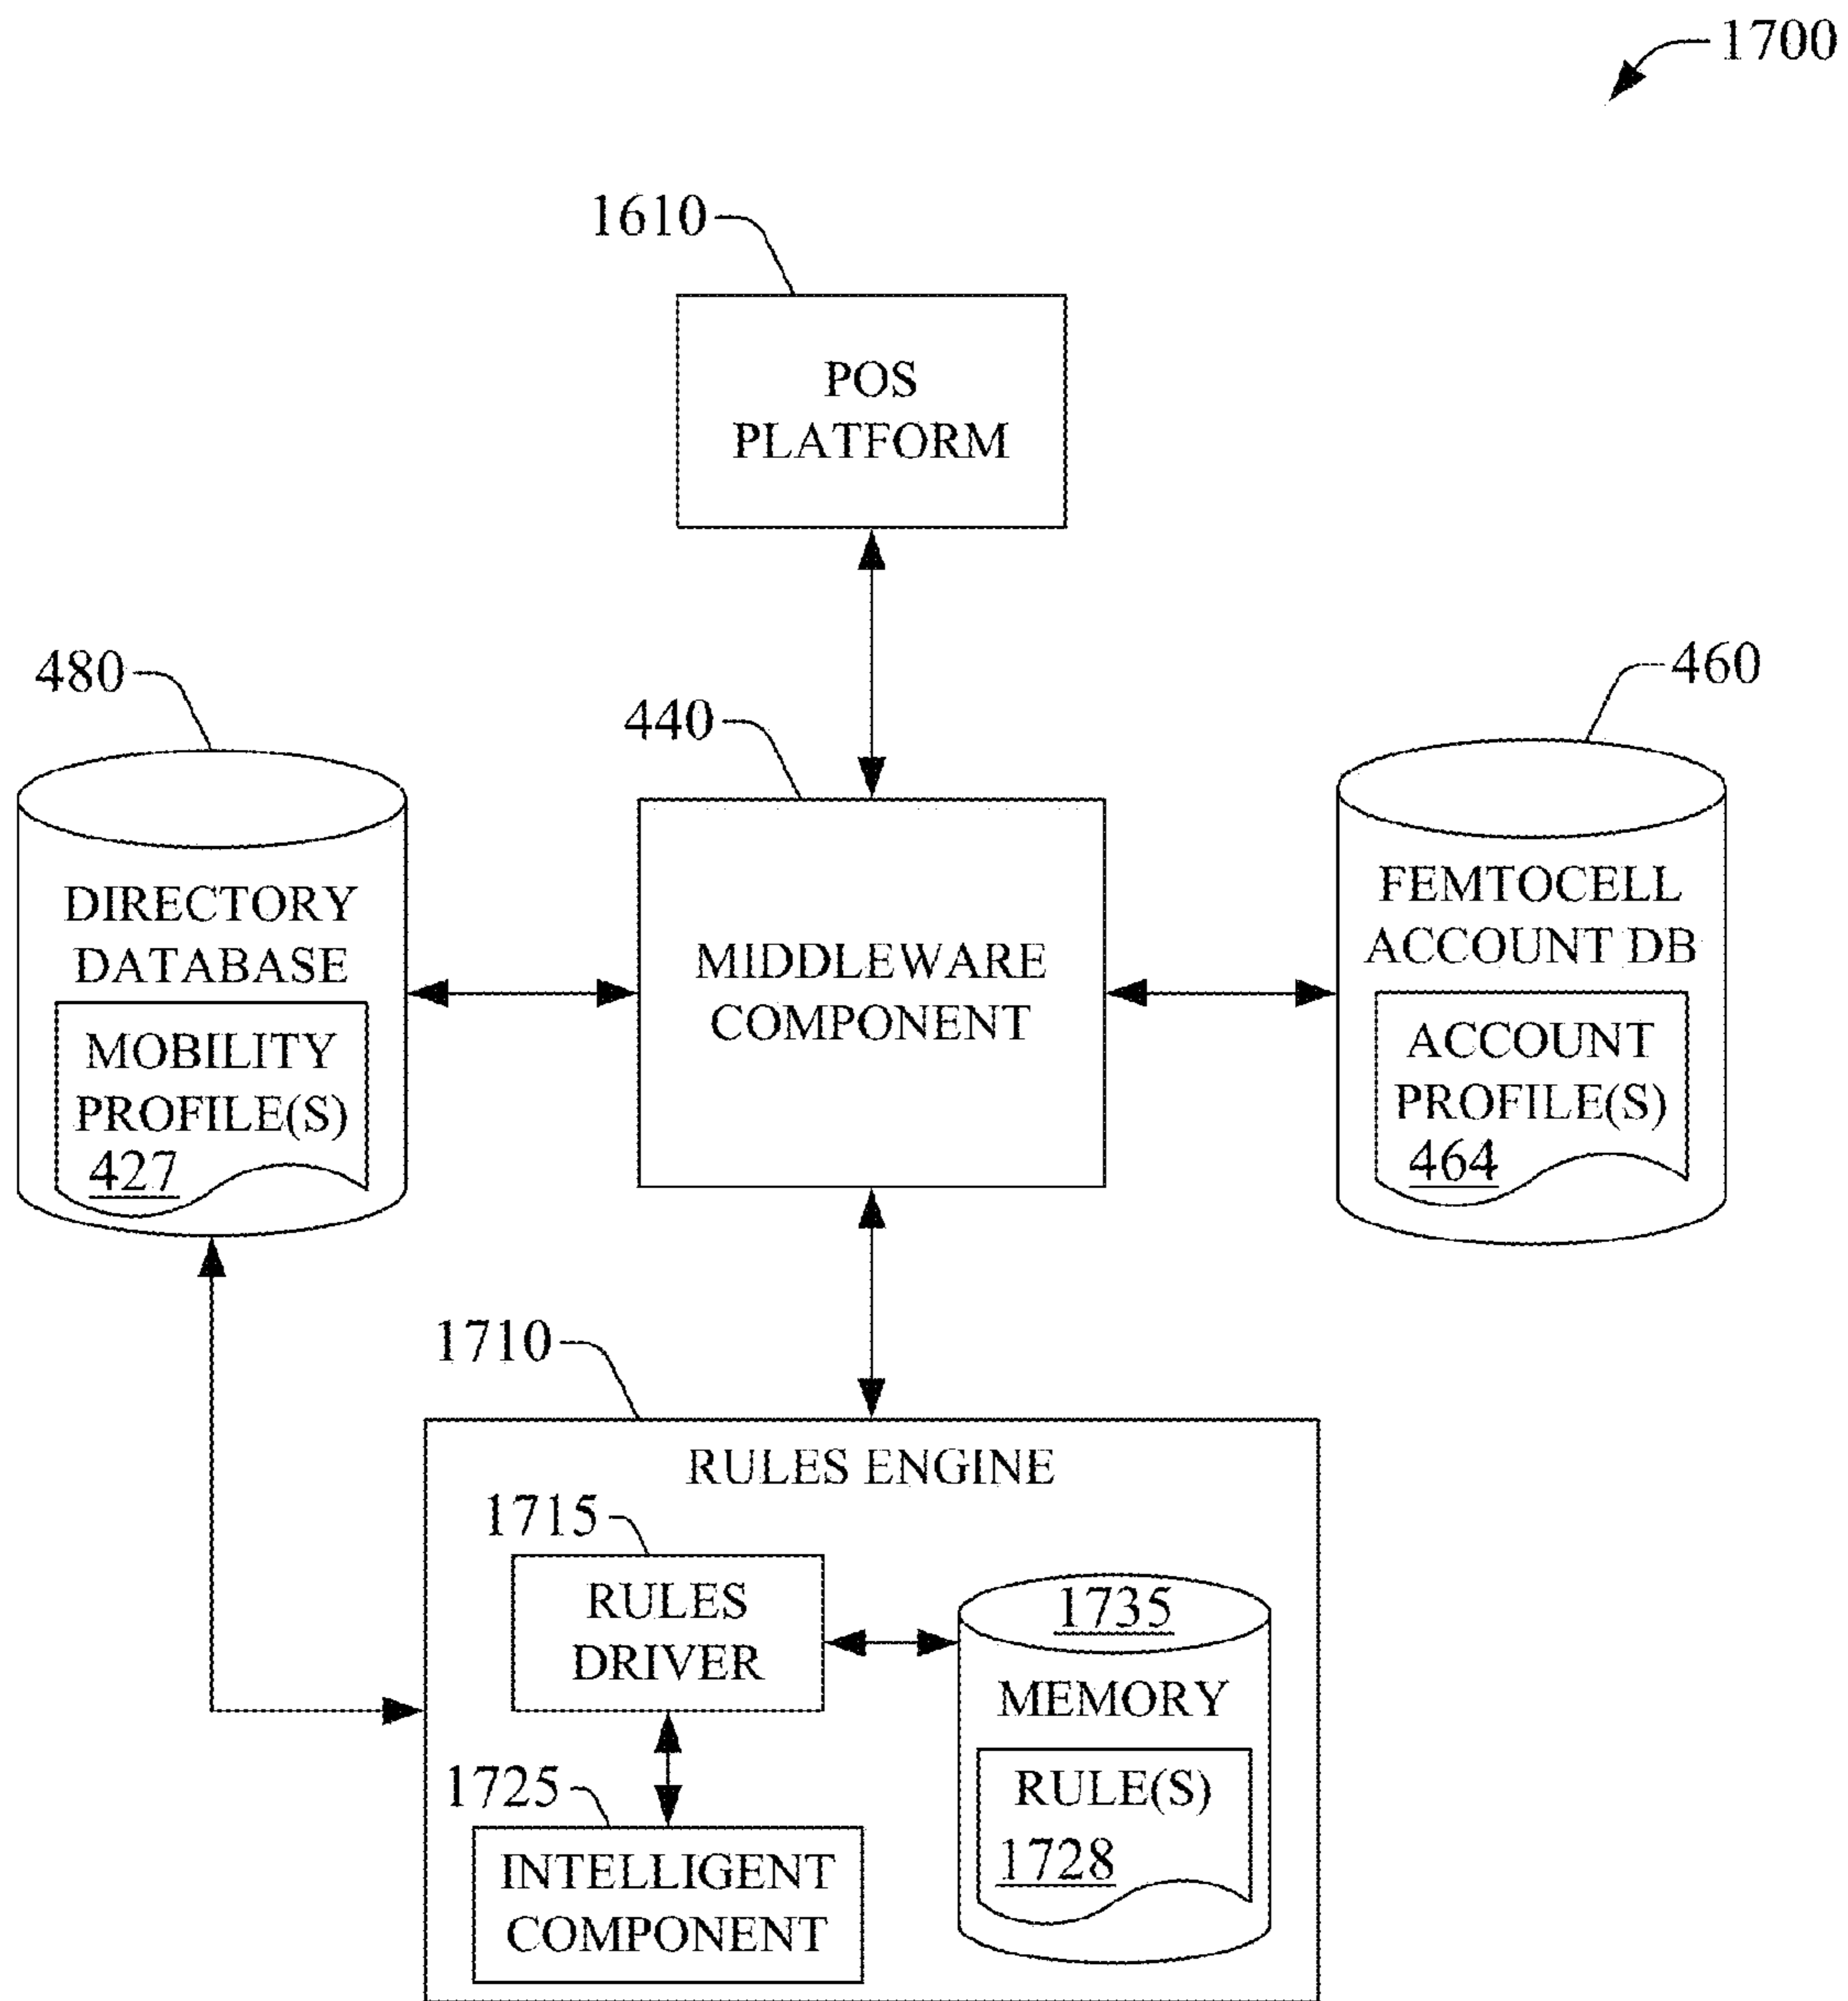 1700
1610
POS
PLATFORM
480
440
460
DIRECTORY
DATABASE
MOBILITY
PROFILE(S)
427
MIDDLEWARE
COMPONENT
FEMTOCELL
ACCOUNT DB
ACCOUNT
PROFILE(S)
464
1710
RULES ENGINE
1715
RULES
DRIVER
1735
MEMORY
RULE(S)
1728
1725
INTELLIGENT
COMPONENT